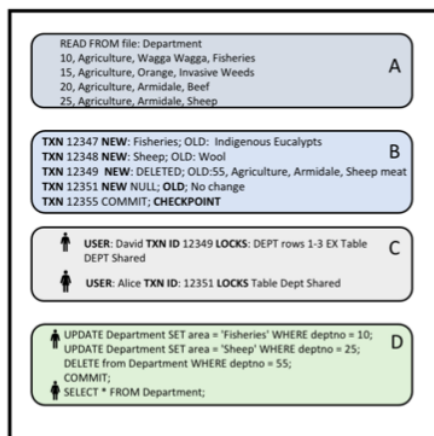 READ FROM file: Department
A
10, Agriculture, Wagga Wagga, Fisheries
15, Agriculture, Orange, Invasive Weeds
20, Agriculture, Armidale, Beef
25, Agriculture, Armidale, Sheep
B
TXN 12347 NEW: Fisheries; OLD: Indigenous Eucalypts
TXN 12348 NEW: Sheep; OLD: Wool
TXN 12349 NEW: DELETED; OLD:55, Agriculture, Armidale, Sheep meat
TXN 12351 NEW NULL; OLD; No change
TXN 12355 COMMIT; CHECKPOINT
C
USER: David TXN ID 12349 LOCKS: DEPT rows 1-3 EX Table
DEPT Shared
USER: Alice TXN ID: 12351 LOCKS Table Dept Shared
D
UPDATE Department SET area = 'Fisheries' WHERE deptno = 10;
UPDATE Department SET area = 'Sheep' WHERE deptno = 25;
DELETE from Department WHERE deptno = 55;
COMMIT;
SELECT * FROM Department;